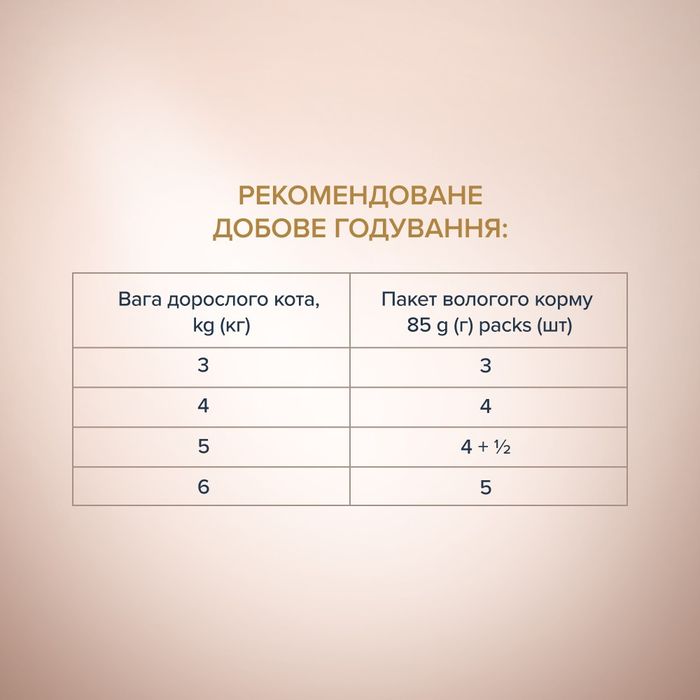 РЕКОМЕНДОВАНЕ
ДОБОВЕ ГОДУВАННЯ:
Вага дорослого кота,
kg (кг)
Пакет вологого корму
85 g (г) packs (шт)
3 3
4 4
5 4 + ½
6 5